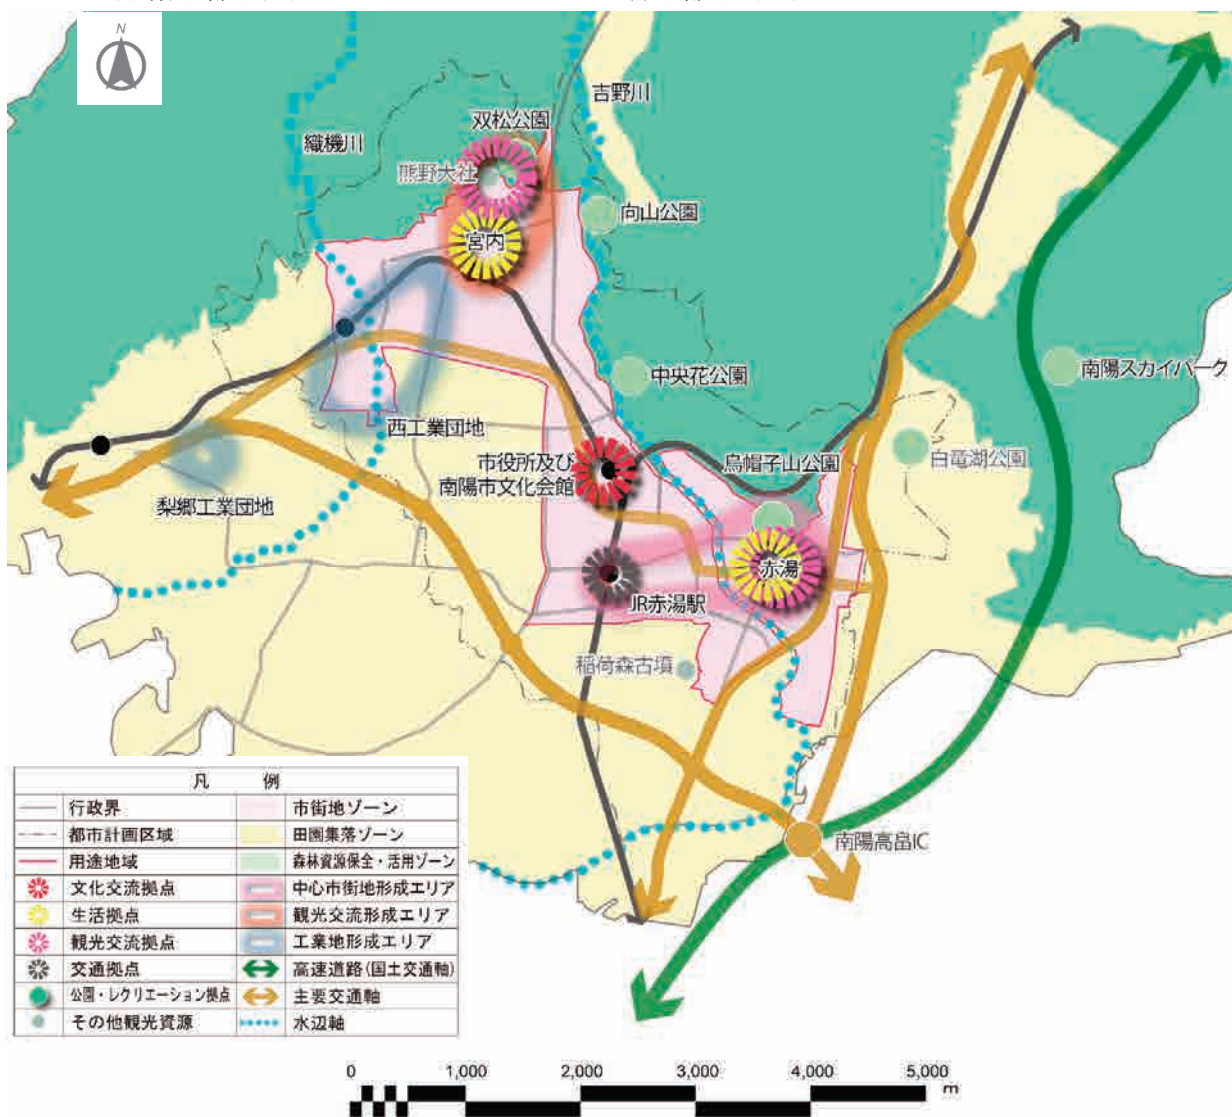 N
吉野川
双松公園
織機川
熊野大社
向山公園
宮内
中央花公園
南陽スカイパーク
西工業団地
市役所及び
南陽市文化会館
烏帽子山公園
白竜湖公園
梨郷工業団地
赤湯
JR赤湯駅
稲荷森古墳
南陽高畠IC
凡 例
行政界
市街地ゾーン
都市計画区域
田園集落ゾーン
用途地域
森林資源保全・活用ゾーン
文化交流拠点
中心市街地形成エリア
生活拠点
観光交流形成エリア
観光交流拠点
工業地形成エリア
交通拠点
高速道路(国土交通軸)
公園・レクリエーション拠点
主要交通軸
その他観光資源
水辺軸
0 1,000 2,000 3,000 4,000 5,000
m